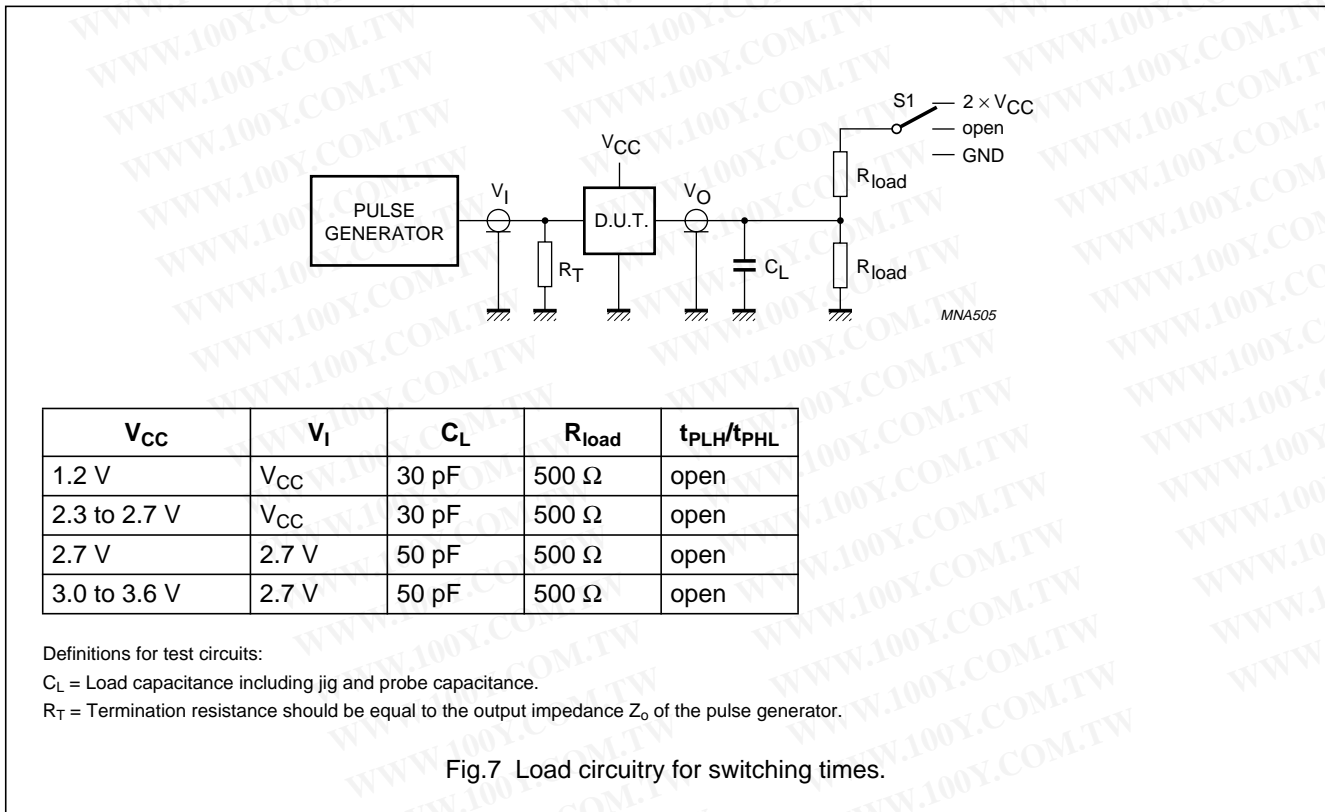 S1
2 × VCC
open
GND
VCC
Rload
PULSE
GENERATOR
VI
D.U.T.
VO
RT
CL
Rload
MNA505
VCC VI CL Rload tPLH/tPHL
1.2 V VCC 30 pF 500 Ω open
2.3 to 2.7 V VCC 30 pF 500 Ω open
2.7 V 2.7 V 50 pF 500 Ω open
3.0 to 3.6 V 2.7 V 50 pF 500 Ω open
Definitions for test circuits:
CL = Load capacitance including jig and probe capacitance.
RT = Termination resistance should be equal to the output impedance Zo of the pulse generator.
Fig.7 Load circuitry for switching times.
WWW.100Y.COM.TW